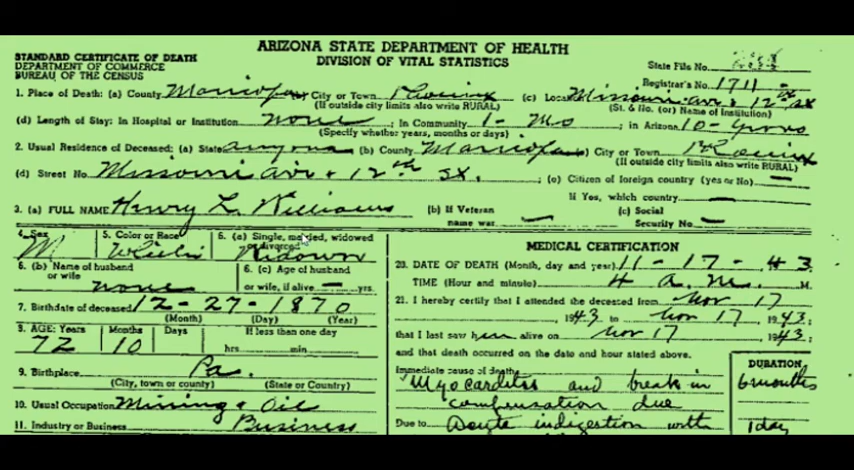 ARIZONA STATE DEPARTMENT OF HEALTH
DIVISION OF VITAL STATISTICS
STANDARD CERTIFICATE OF DEATH
DEPARTMENT OF COMMERCE
BUREAU OF THE CENSUS
State File No.
Registrar's No. 1711
1. Place of Death: (a) County Maricopa City or Town Phoenix (c) Missouri Ave & 12th St
(If outside city limits also write RURAL) (St. & No. (or) Name of Institution)
(d) Length of Stay: In Hospital or Institution none; In Community 1 - Mo; in Arizona 10 - yrs
(Specify whether years, months or days)
2. Usual Residence of Deceased: (a) State Arizona (b) County Maricopa City or Town Phoenix
(If outside city limits also write RURAL)
(d) Street No. Missouri Ave & 12th St. (e) Citizen of foreign country (yes or No) —
If Yes, which country —
3. (a) FULL NAME Henry L. Williams (b) If Veteran name war — (c) Social Security No —
4. Sex M 5. Color or Race White 6. (a) Single, married, widowed or divorced
6. (b) Name of husband or wife none 6. (c) Age of husband or wife, if alive — yrs.
7. Birthdate of deceased 12 - 27 - 1870
(Month) (Day) (Year)
8. AGE: Years 72 Months 10 Days If less than one day hrs min
9. Birthplace Pa.
(City, town or county) (State or Country)
10. Usual Occupation Mining & Oil
11. Industry or Business Business
MEDICAL CERTIFICATION
20. DATE OF DEATH (Month, day and year) 11 - 17 - 43
TIME (Hour and minute) 4 a. m. M
21. I hereby certify that I attended the deceased from Nov 17
1943 to Nov 17, 1943;
that I last saw him alive on Nov 17 1943;
and that death occurred on the date and hour stated above.
Immediate cause of death DURATION
Myocarditis and break in 6 months
compensation due
Due to Acute indigestion with 1 day